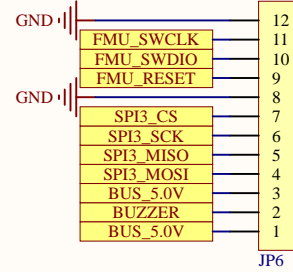 GND 12
FMU_SWCLK 11
FMU_SWDIO 10
FMU_RESET 9
GND 8
SPI3_CS 7
SPI3_SCK 6
SPI3_MISO 5
SPI3_MOSI 4
BUS_5.0V 3
BUZZER 2
BUS_5.0V 1
JP6